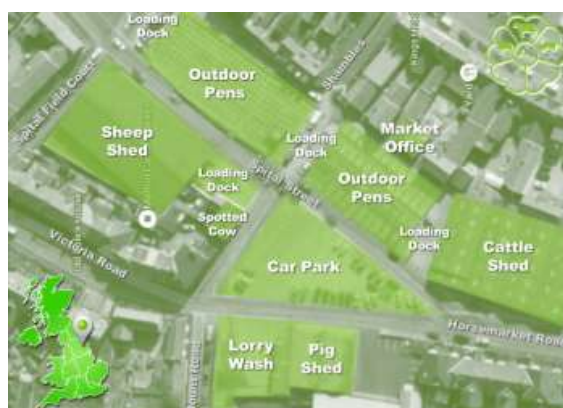 Loading
Dock
Outdoor
Pens
Shambles
Spital Field Court
Sheep
Shed
Loading
Dock
Market
Office
Spital Street
Loading
Dock
Outdoor
Pens
Spotted
Cow
Victoria Road
Loading
Dock
Cattle
Shed
Car Park
Horsemarket Road
Lorry
Wash
Pig
Shed